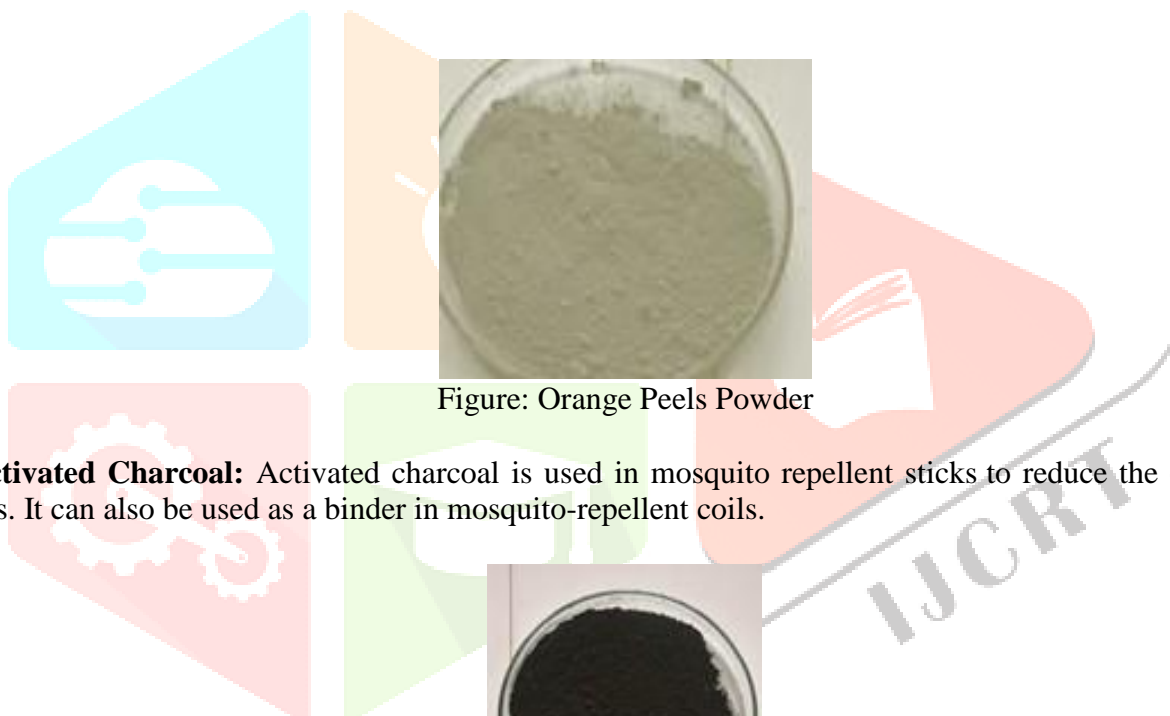 Figure: Orange Peels Powder
ctivated Charcoal: Activated charcoal is used in mosquito repellent sticks to reduce the
s. It can also be used as a binder in mosquito-repellent coils.
IJCRT